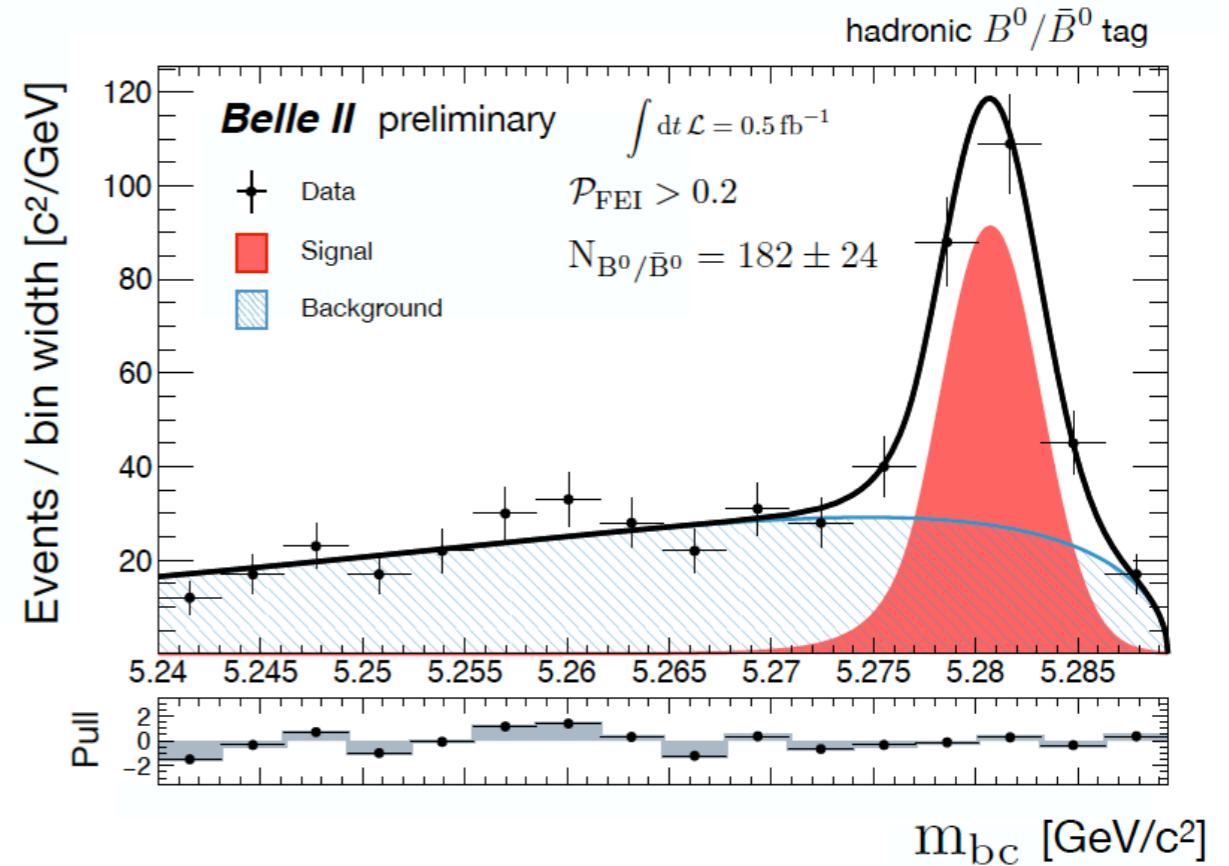 hadronic B⁰/B̄⁰ tag
Events / bin width [c²/GeV]
120
100
80
60
40
20
Belle II preliminary
∫ dt ℒ = 0.5 fb⁻¹
Data
Signal
Background
𝒫_FEI > 0.2
N_B⁰/B̄⁰ = 182 ± 24
5.24 5.245 5.25 5.255 5.26 5.265 5.27 5.275 5.28 5.285
Pull
2
0
−2
m_bc [GeV/c²]